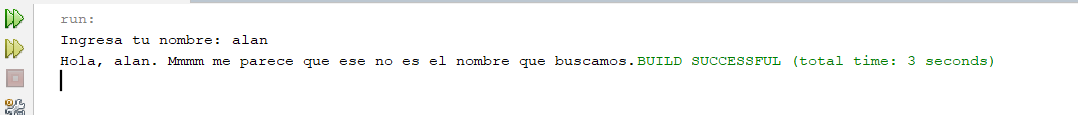 run:
Ingresa tu nombre: alan
Hola, alan. Mmmm me parece que ese no es el nombre que buscamos.BUILD SUCCESSFUL (total time: 3 seconds)